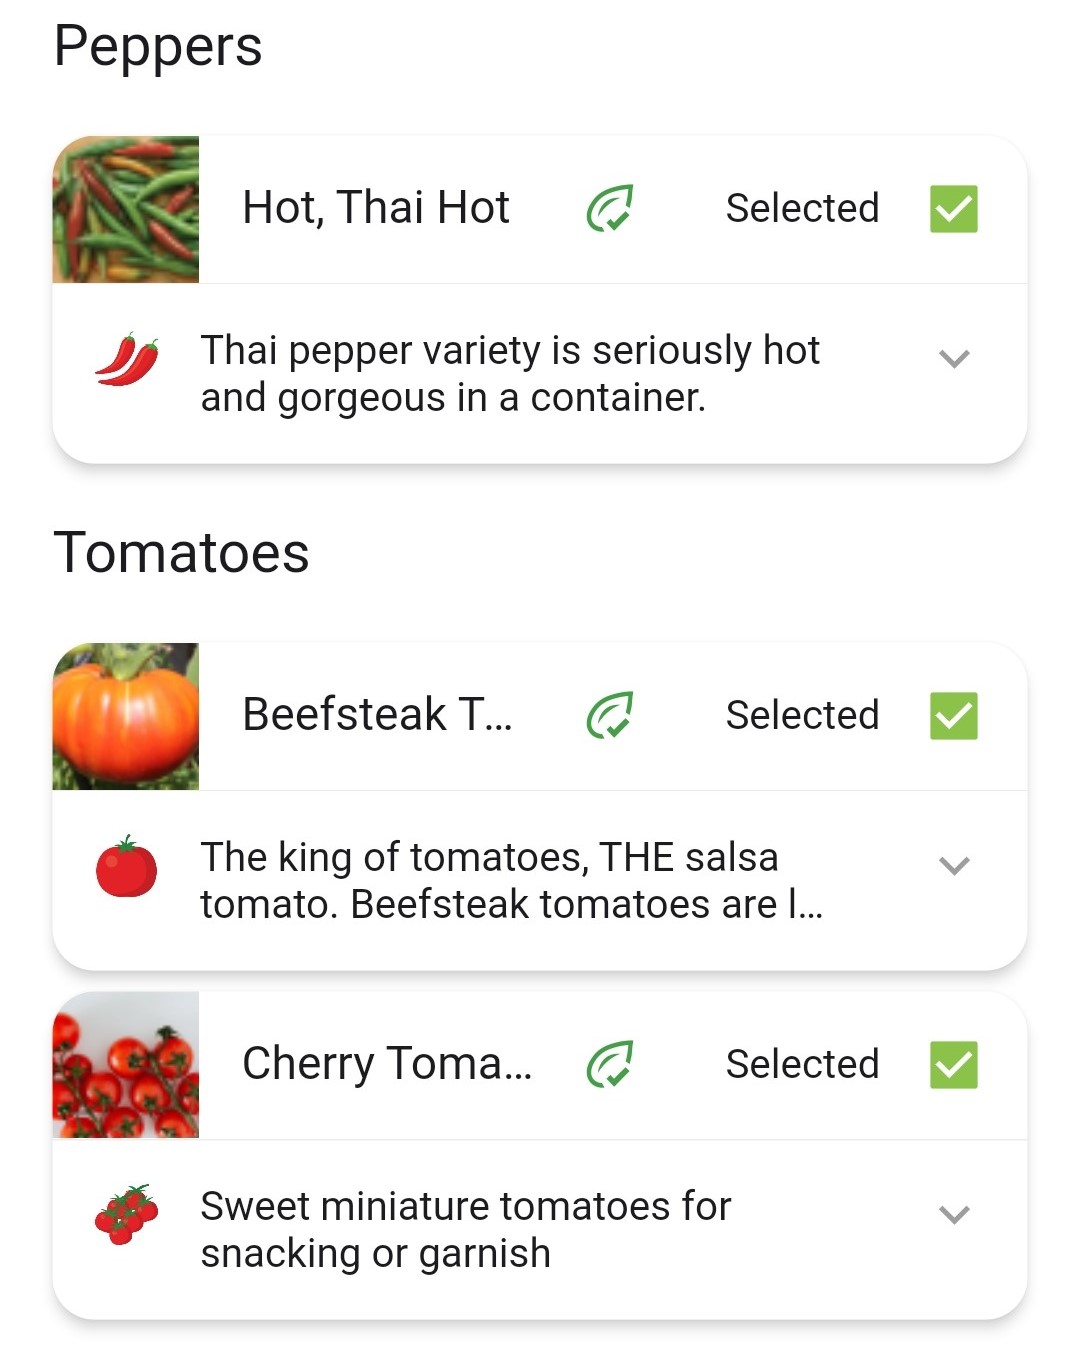 Peppers
Hot, Thai Hot
Selected
Thai pepper variety is seriously hot
and gorgeous in a container.
Tomatoes
Beefsteak T...
Selected
The king of tomatoes, THE salsa
tomato. Beefsteak tomatoes are l...
Cherry Toma...
Selected
Sweet miniature tomatoes for
snacking or garnish